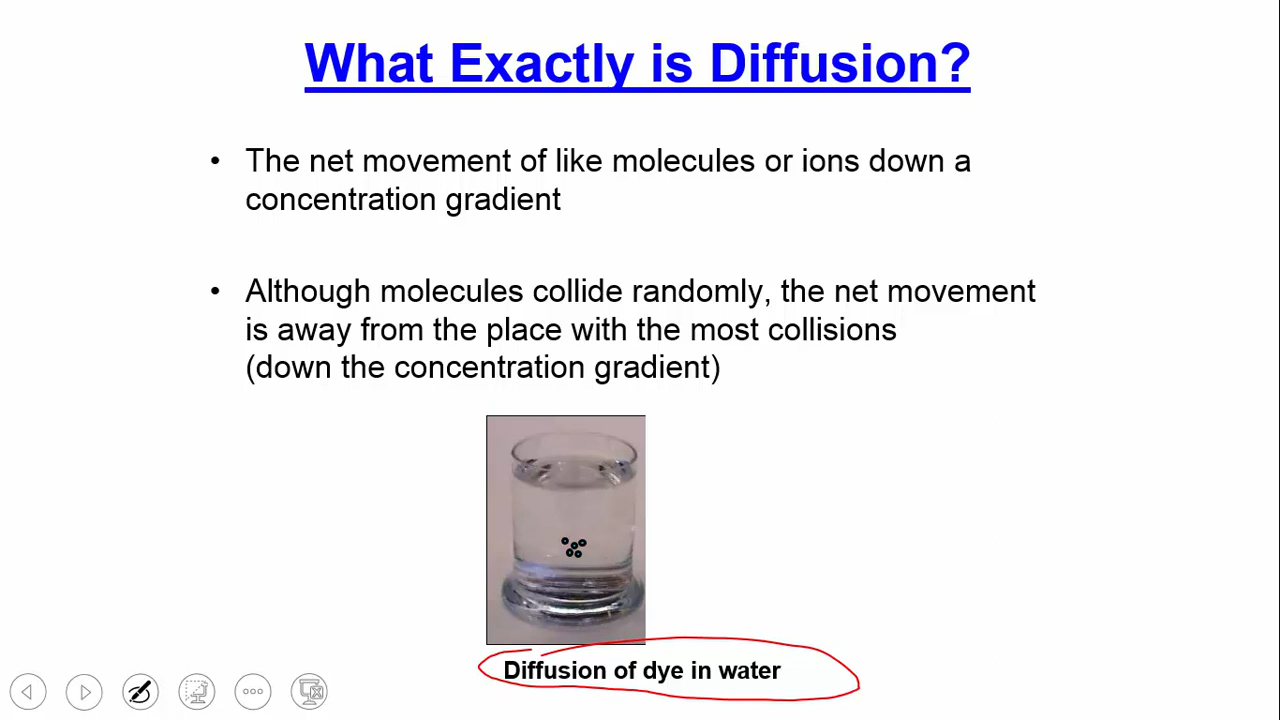 What Exactly is Diffusion?
• The net movement of like molecules or ions down a
concentration gradient
• Although molecules collide randomly, the net movement
is away from the place with the most collisions
(down the concentration gradient)
Diffusion of dye in water